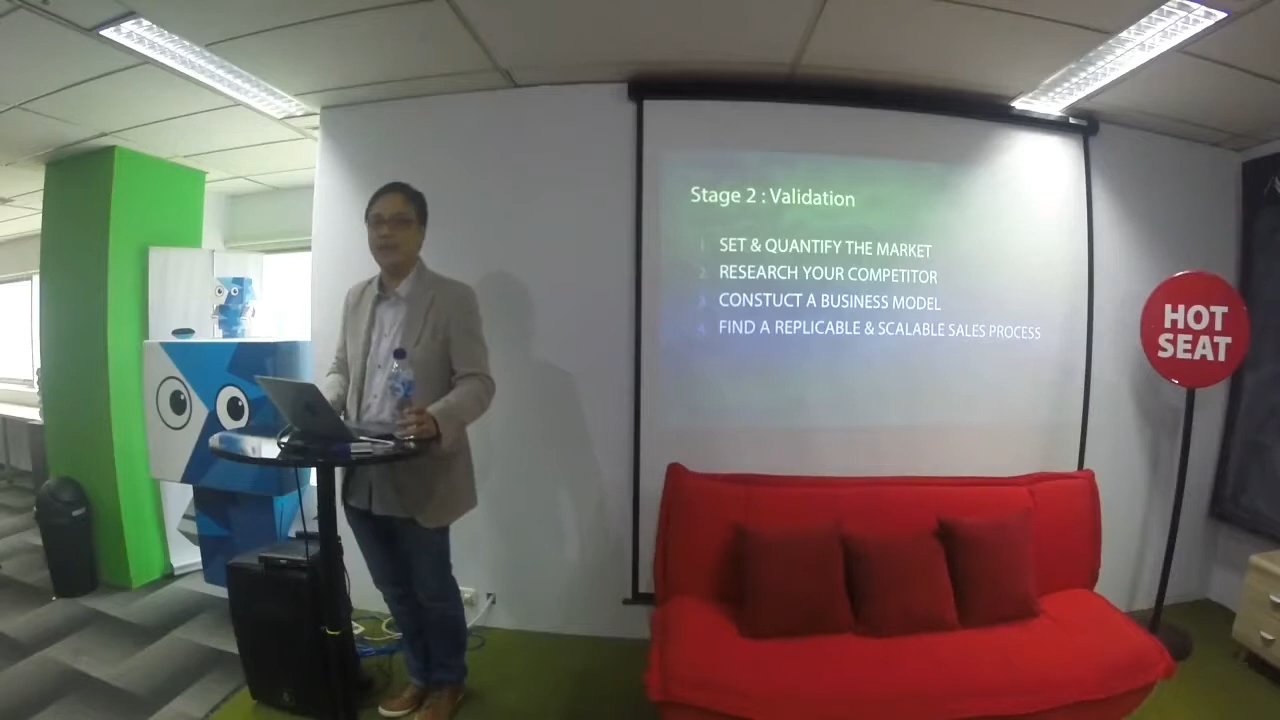 Stage 2 : Validation
1. SET & QUANTIFY THE MARKET
2. RESEARCH YOUR COMPETITOR
3. CONSTUCT A BUSINESS MODEL
4. FIND A REPLICABLE & SCALABLE SALES PROCESS
HOT
SEAT